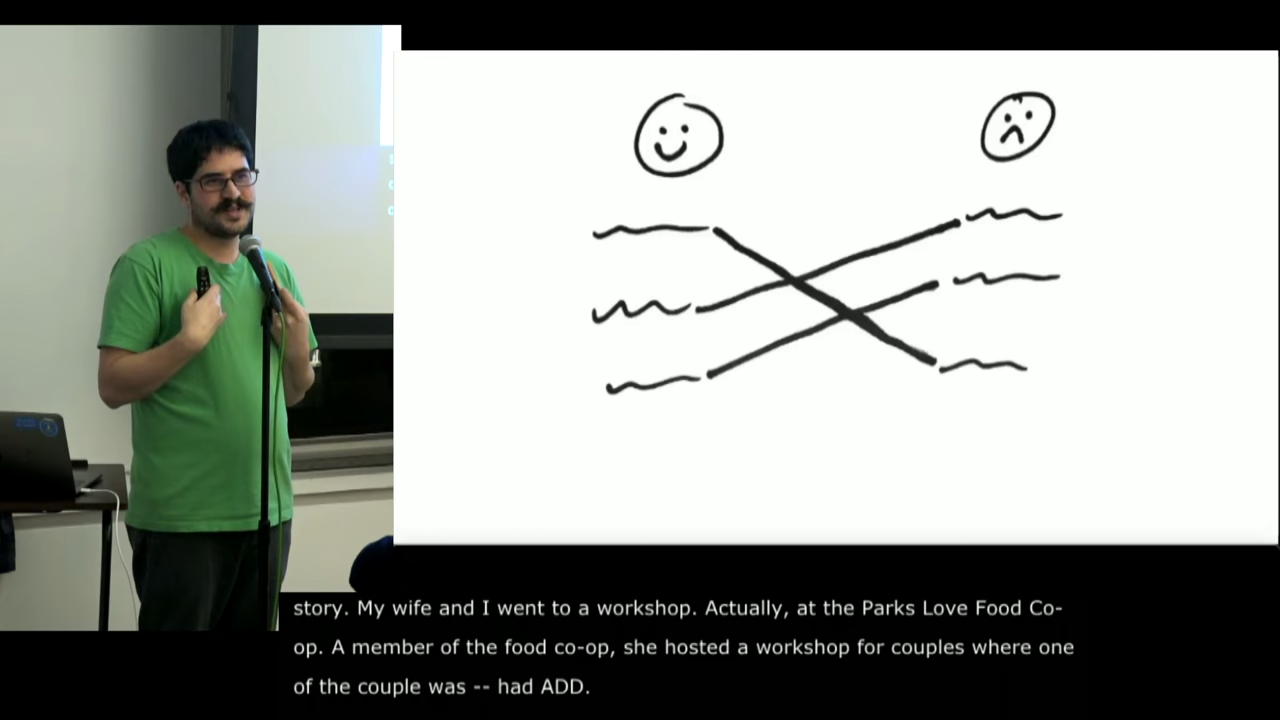 story. My wife and I went to a workshop. Actually, at the Parks Love Food Co-
op. A member of the food co-op, she hosted a workshop for couples where one
of the couple was -- had ADD.